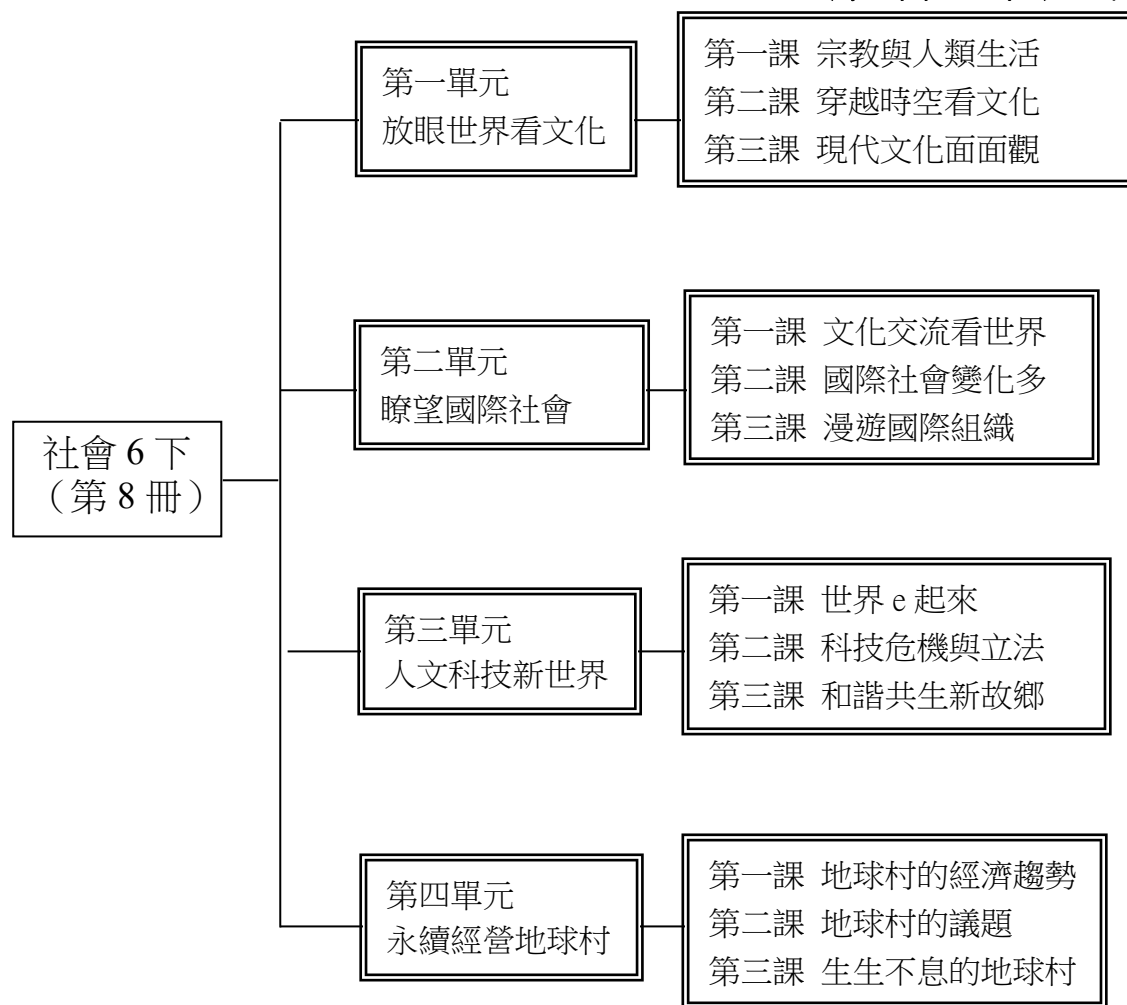 第一單元
放眼世界看文化
第一課 宗教與人類生活
第二課 穿越時空看文化
第三課 現代文化面面觀
第二單元
瞭望國際社會
第一課 文化交流看世界
第二課 國際社會變化多
第三課 漫遊國際組織
社會 6 下
（第 8 冊）
第三單元
人文科技新世界
第一課 世界 e 起來
第二課 科技危機與立法
第三課 和諧共生新故鄉
第四單元
永續經營地球村
第一課 地球村的經濟趨勢
第二課 地球村的議題
第三課 生生不息的地球村